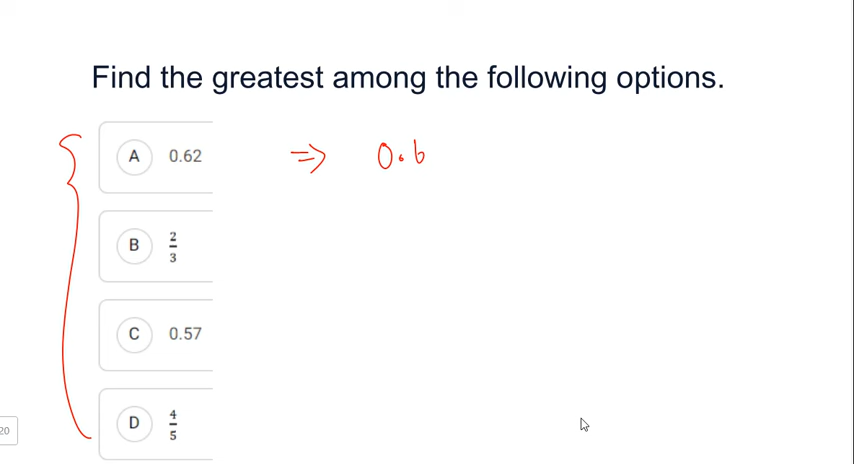 Find the greatest among the following options.
A 0.62 ⇒ 0.6
B 2/3
C 0.57
D 4/5
20